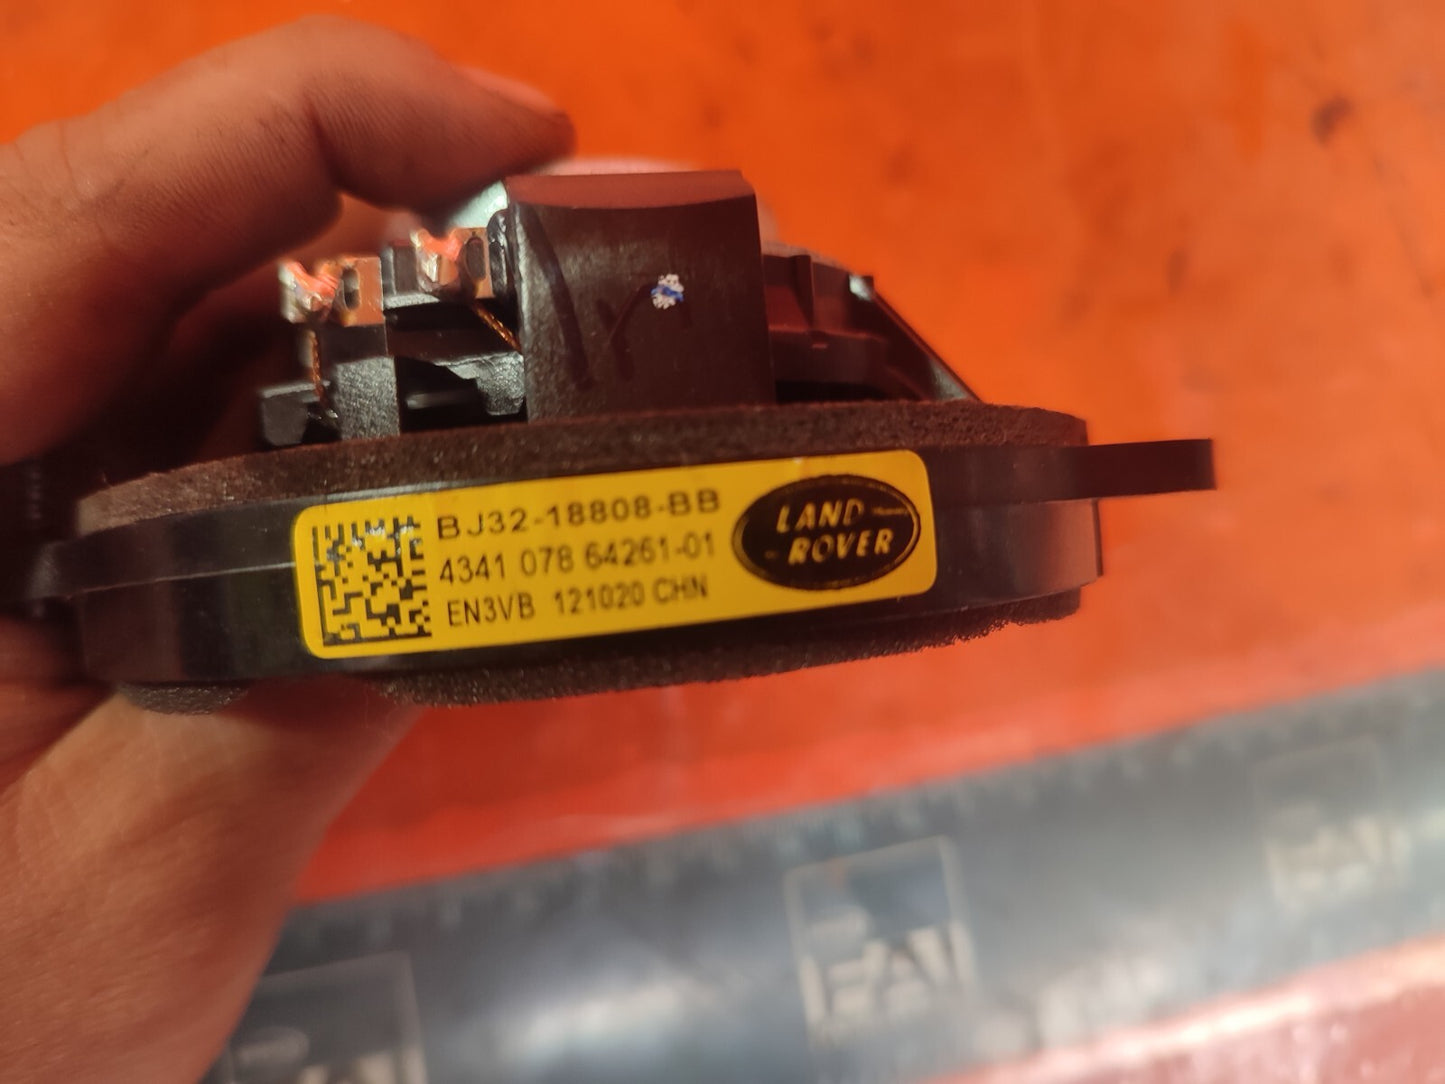 BJ32-18808-BB
4341 078 64261-01
EN3VB 121020 CHN
LAND
ROVER